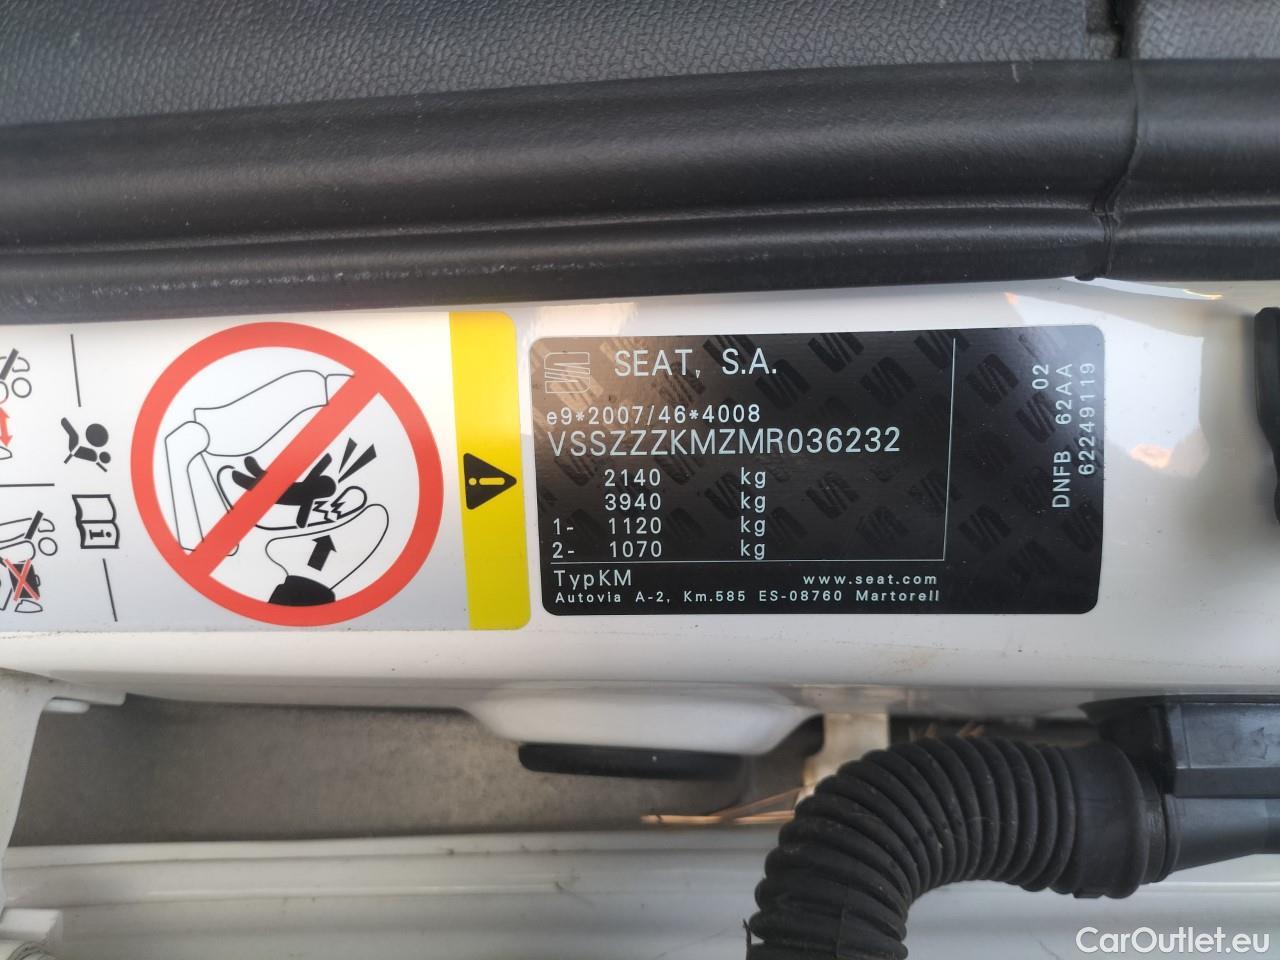 SEAT, S.A.
e9*2007/46*4008
VSSZZZKMZMR036232
2140 kg
3940 kg
1- 1120 kg
2- 1070 kg
TypKM www.seat.com
Autovia A-2, Km.585 ES-08760 Martorell
02
DNFB 62AA
62249119
CarOutlet.eu